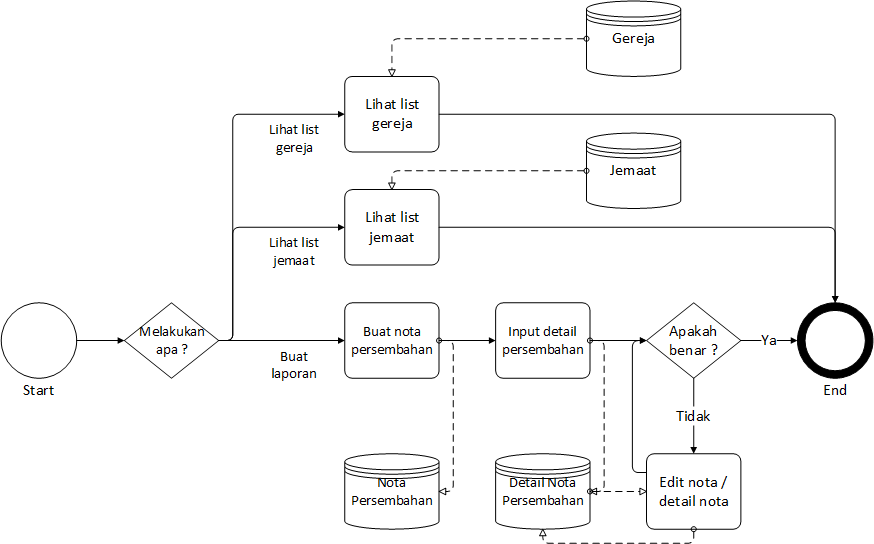 Gereja
Lihat list
gereja
Lihat list
gereja
Jemaat
Lihat list
jemaat
Lihat list
jemaat
Melakukan
apa ?
Buat
laporan
Buat nota
persembahan
Input detail
persembahan
Apakah
benar ?
Ya
Start
End
Tidak
Nota
Persembahan
Detail Nota
Persembahan
Edit nota /
detail nota